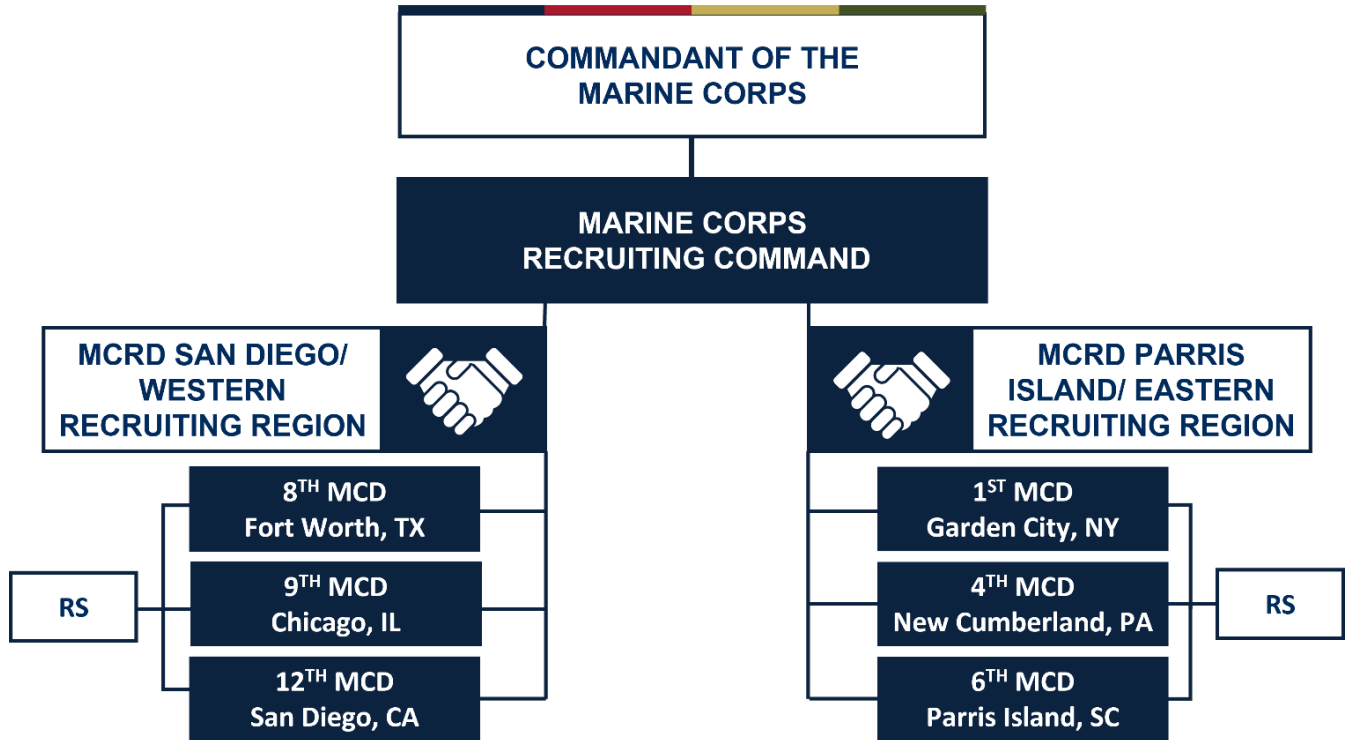 COMMANDANT OF THE
MARINE CORPS
MARINE CORPS
RECRUITING COMMAND
MCRD SAN DIEGO/
WESTERN
RECRUITING REGION
MCRD PARRIS
ISLAND/ EASTERN
RECRUITING REGION
8TH MCD
Fort Worth, TX
9TH MCD
Chicago, IL
12TH MCD
San Diego, CA
RS
1ST MCD
Garden City, NY
4TH MCD
New Cumberland, PA
6TH MCD
Parris Island, SC
RS